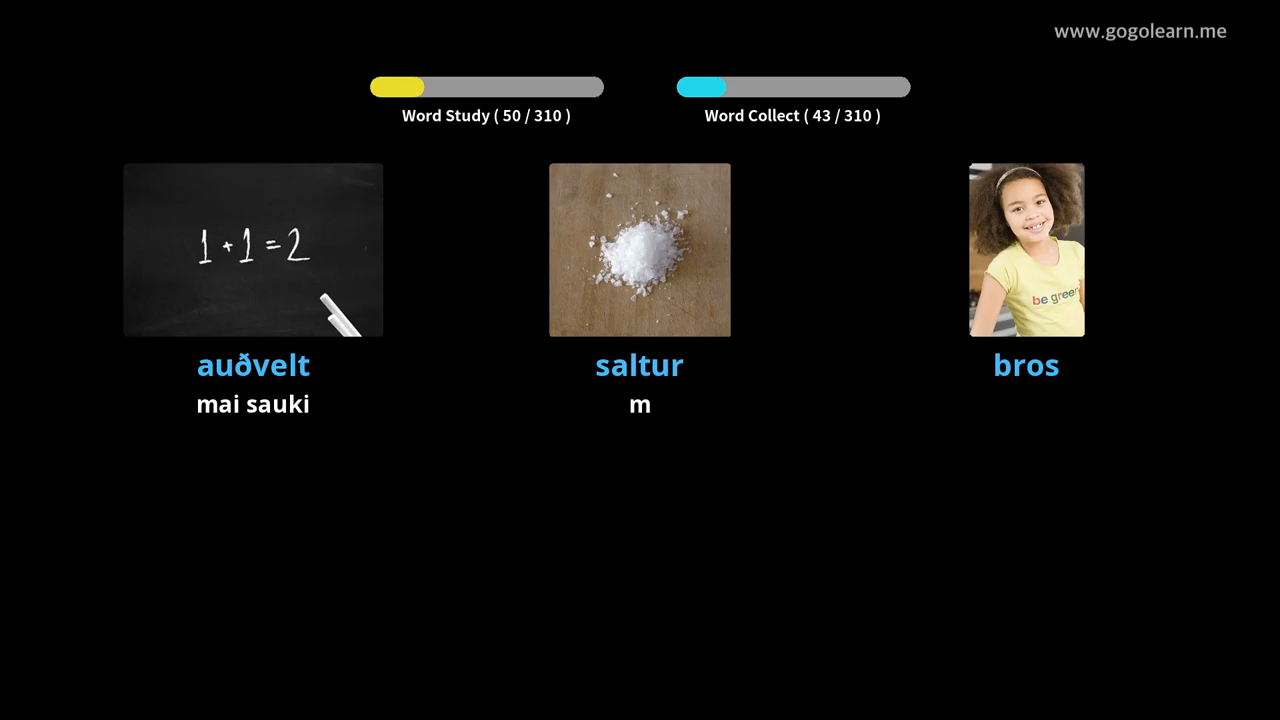 www.gogolearn.me
Word Study ( 50 / 310 )
Word Collect ( 43 / 310 )
1 + 1 = 2
be green
auðvelt
saltur
bros
mai sauki
m